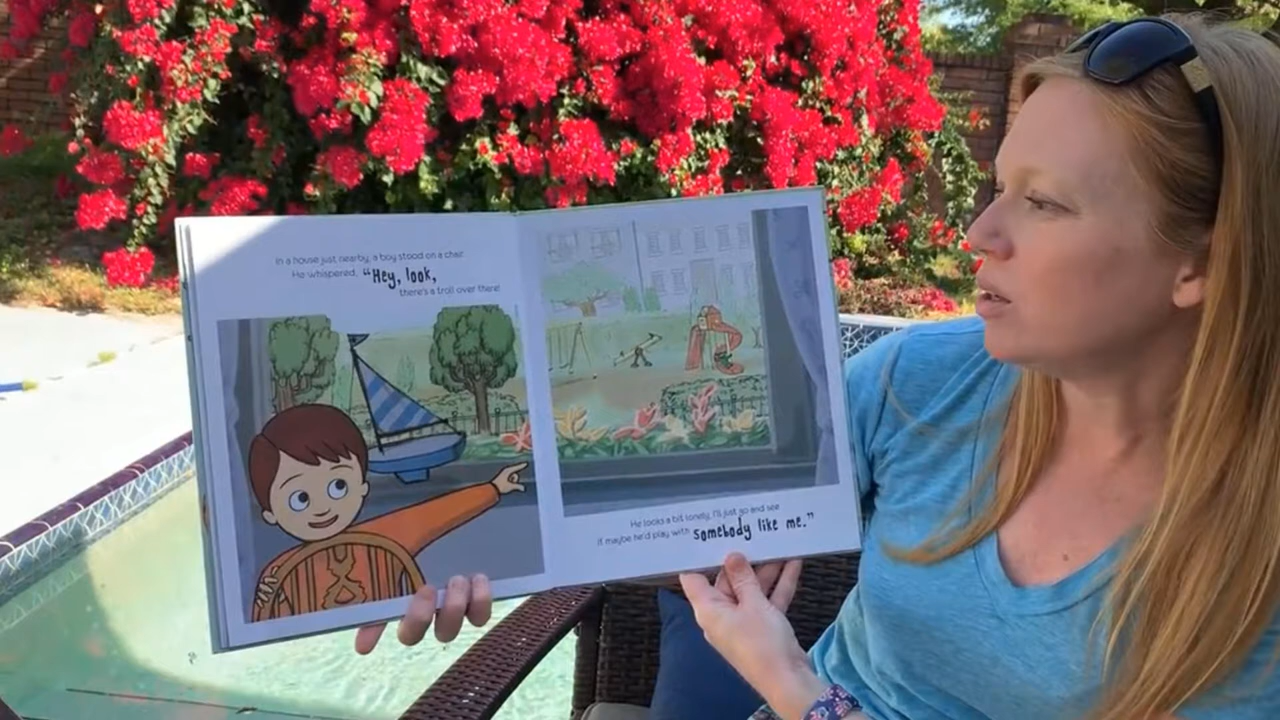 In a house just nearby, a boy stood on a chair.
He whispered, "Hey, look,
there's a troll over there!
He looks a bit lonely, I'll just go and see
if maybe he'd play with somebody like me."